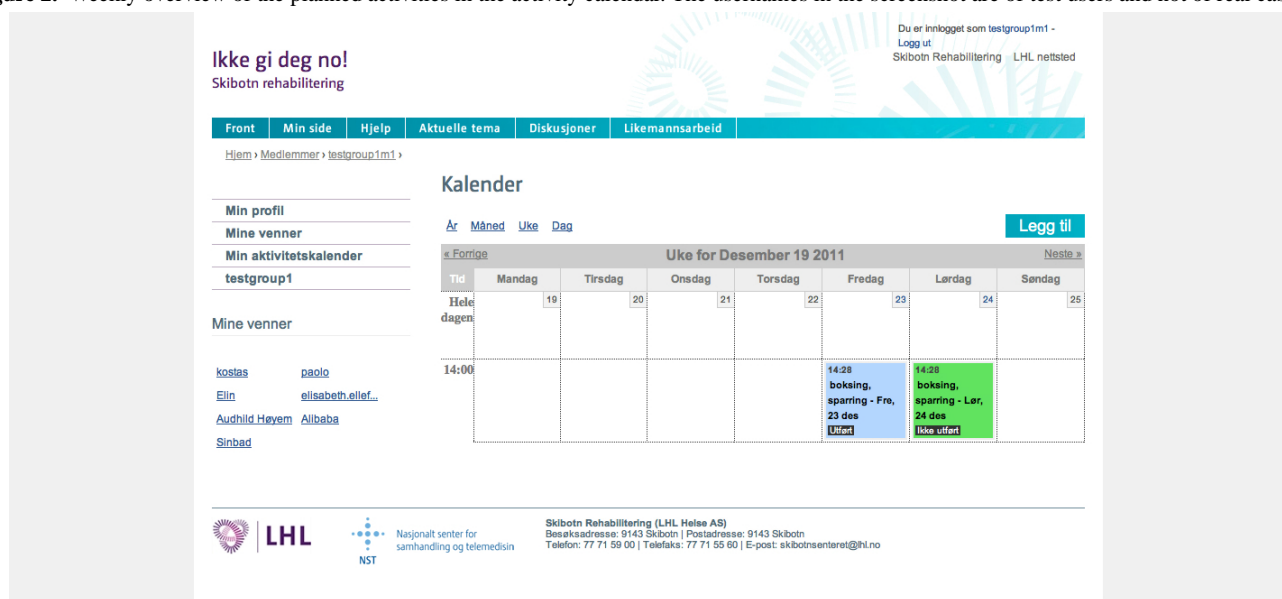 Weekly overview of the planned activities in the activity calendar. The usernames in the screenshot are of test users and not of real
Du er innlogget som testgroup1m1 -
Logg ut
Skibotn Rehabilitering LHL nettsted
Ikke gi deg no!
Skibotn rehabilitering
Front Min side Hjelp Aktuelle tema Diskusjoner Likemannsarbeid
Hjem › Medlemmer › testgroup1m1 ›
Kalender
Min profil
Mine venner
Min aktivitetskalender
testgroup1
Mine venner
kostas paolo
Elin elisabeth.ellef...
Audhild Høyem Alibaba
Sinbad
År Måned Uke Dag
Legg til
« Forrige Uke for Desember 19 2011 Neste »
Tid Mandag Tirsdag Onsdag Torsdag Fredag Lørdag Søndag
Hele dagen 19 20 21 22 23 24 25
14:00
14:28
boksing,
sparring - Fre,
23 des
Utført
14:28
boksing,
sparring - Lør,
24 des
Ikke utført
LHL
NST
Nasjonalt senter for
samhandling og telemedisin
Skibotn Rehabilitering (LHL Helse AS)
Besøksadresse: 9143 Skibotn | Postadresse: 9143 Skibotn
Telefon: 77 71 59 00 | Telefaks: 77 71 55 60 | E-post: skibotnsenteret@lhl.no